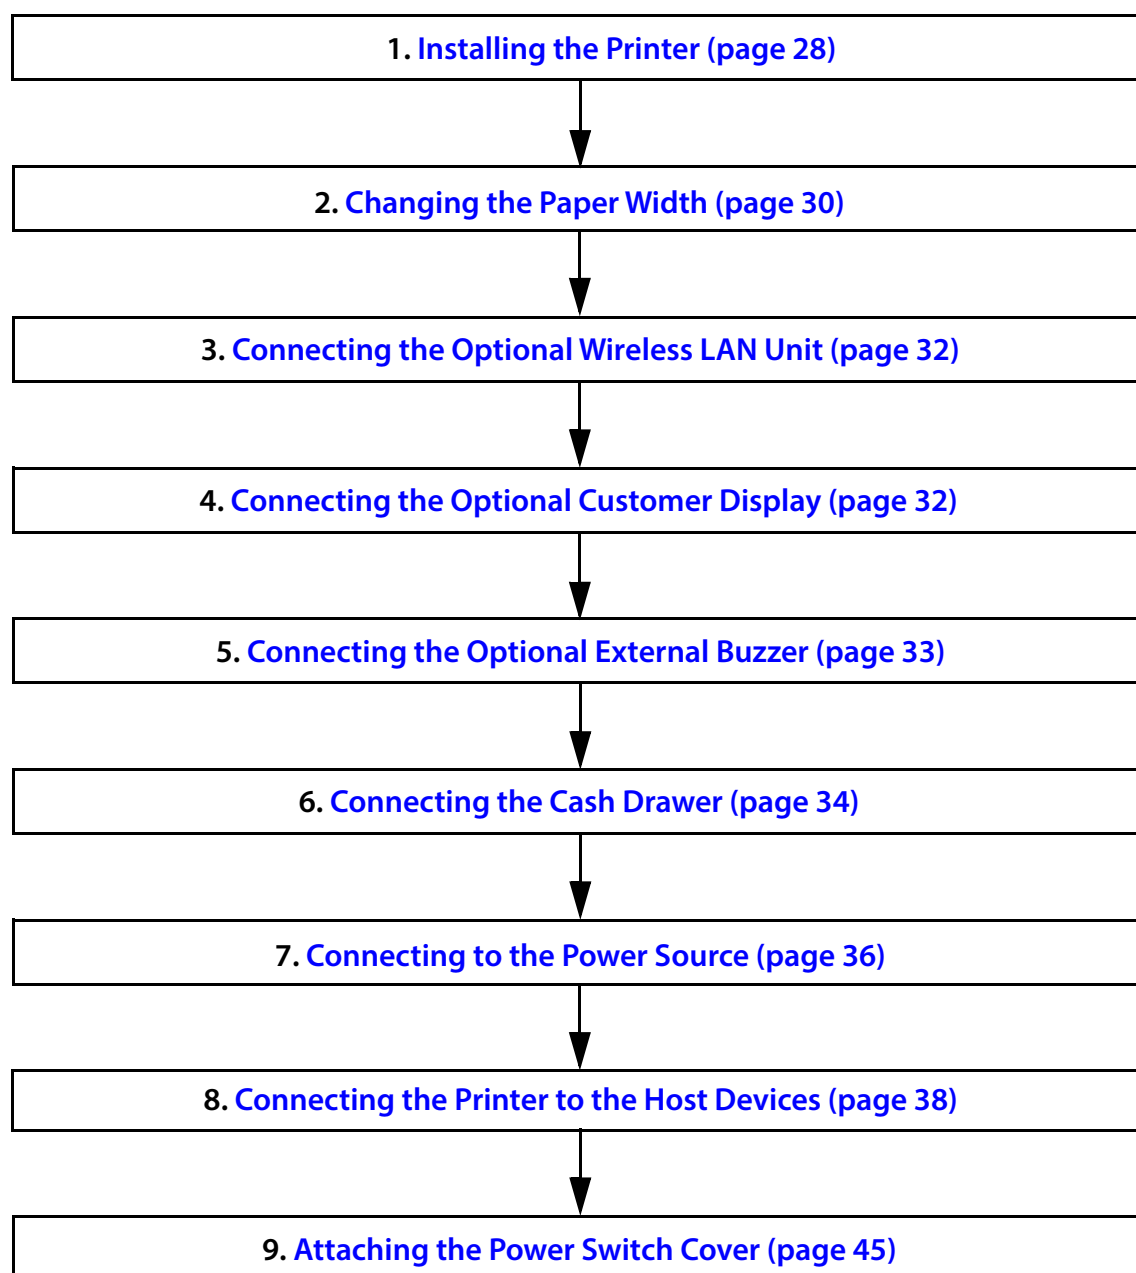 1. Installing the Printer (page 28)
2. Changing the Paper Width (page 30)
3. Connecting the Optional Wireless LAN Unit (page 32)
4. Connecting the Optional Customer Display (page 32)
5. Connecting the Optional External Buzzer (page 33)
6. Connecting the Cash Drawer (page 34)
7. Connecting to the Power Source (page 36)
8. Connecting the Printer to the Host Devices (page 38)
9. Attaching the Power Switch Cover (page 45)